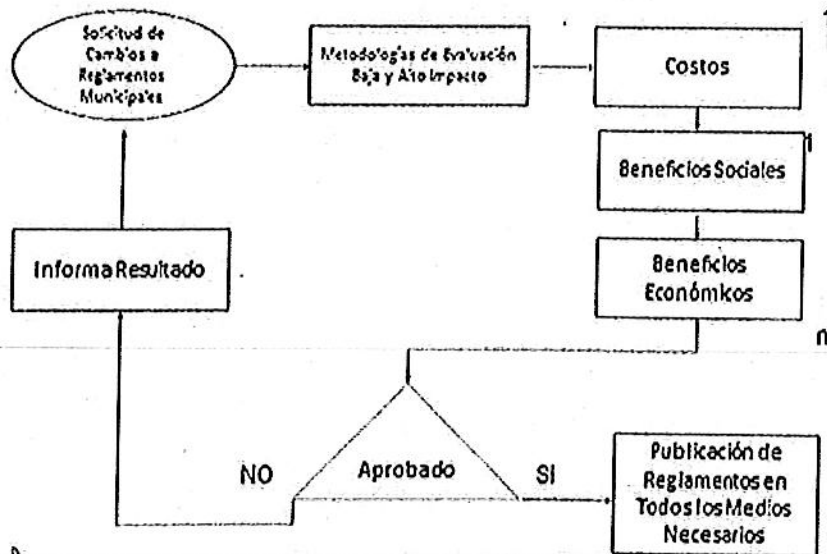 Solicitud de
Cambios a
Reglamentos
Municipales
Metodologías de Evaluación
Baja y Alto Impacto
Costos
Beneficios Sociales
Beneficios
Económicos
Informa Resultado
NO
Aprobado
SI
Publicación de
Reglamentos en
Todos los Medios
Necesarios